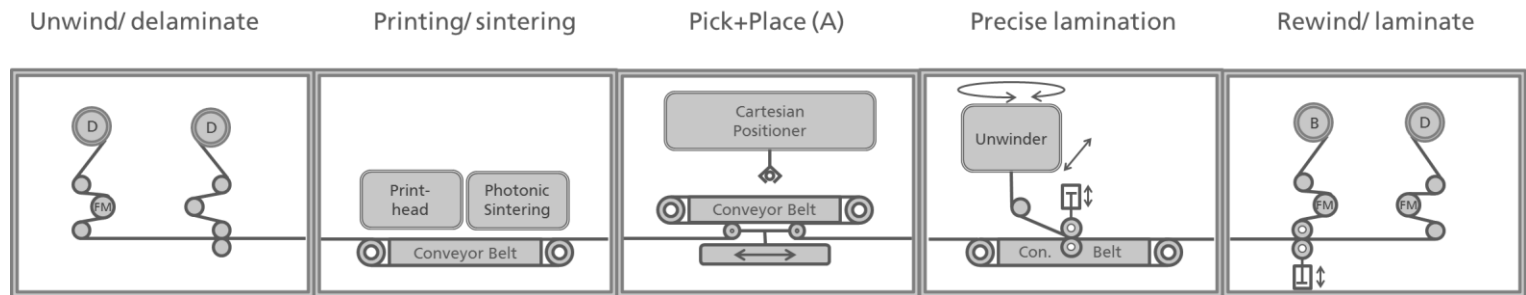 Unwind/ delaminate
Printing/ sintering
Pick+Place (A)
Precise lamination
Rewind/ laminate
D
D
FM
Print-
head
Photonic
Sintering
Conveyor Belt
Cartesian
Positioner
Conveyor Belt
Unwinder
Con. Belt
B
D
FM
FM